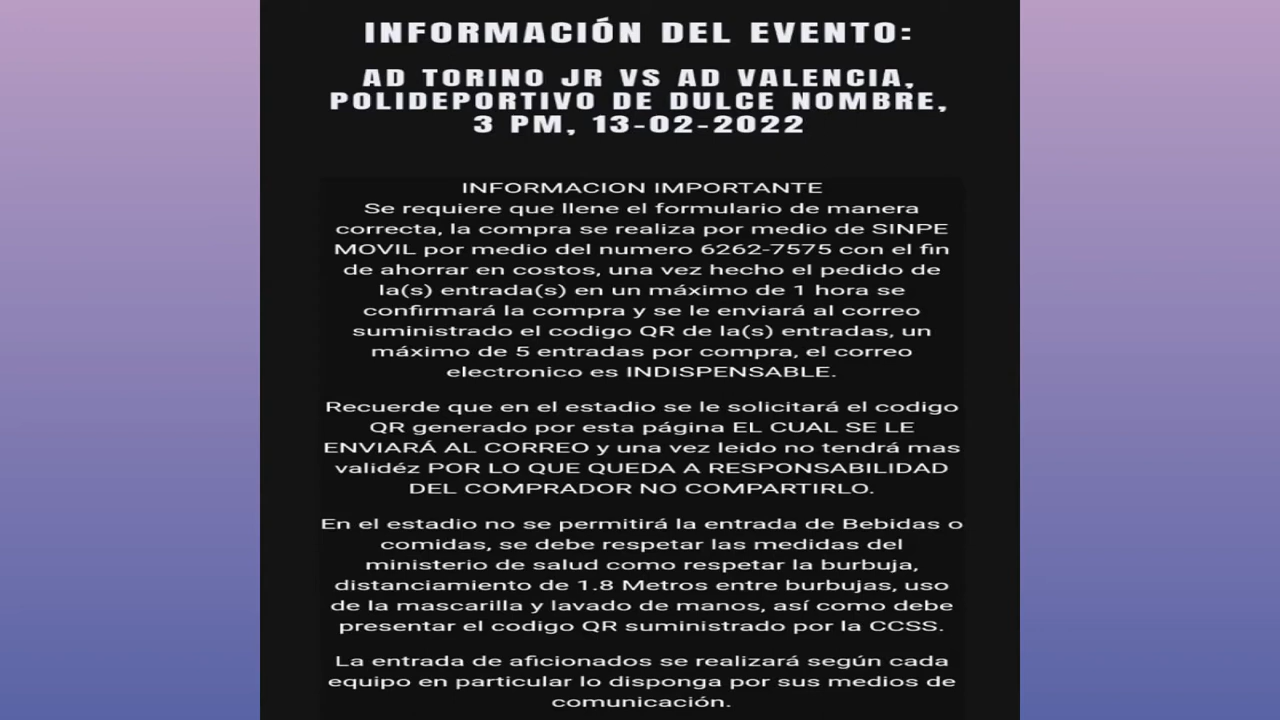 INFORMACIÓN DEL EVENTO:
AD TORINO JR VS AD VALENCIA,
POLIDEPORTIVO DE DULCE NOMBRE,
3 PM, 13-02-2022
INFORMACION IMPORTANTE
Se requiere que llene el formulario de manera
correcta, la compra se realiza por medio de SINPE
MOVIL por medio del numero 6262-7575 con el fin
de ahorrar en costos, una vez hecho el pedido de
la(s) entrada(s) en un máximo de 1 hora se
confirmará la compra y se le enviará al correo
suministrado el codigo QR de la(s) entradas, un
máximo de 5 entradas por compra, el correo
electronico es INDISPENSABLE.
Recuerde que en el estadio se le solicitará el codigo
QR generado por esta página EL CUAL SE LE
ENVIARÁ AL CORREO y una vez leido no tendrá mas
validéz POR LO QUE QUEDA A RESPONSABILIDAD
DEL COMPRADOR NO COMPARTIRLO.
En el estadio no se permitirá la entrada de Bebidas o
comidas, se debe respetar las medidas del
ministerio de salud como respetar la burbuja,
distanciamiento de 1.8 Metros entre burbujas, uso
de la mascarilla y lavado de manos, así como debe
presentar el codigo QR suministrado por la CCSS.
La entrada de aficionados se realizará según cada
equipo en particular lo disponga por sus medios de
comunicación.